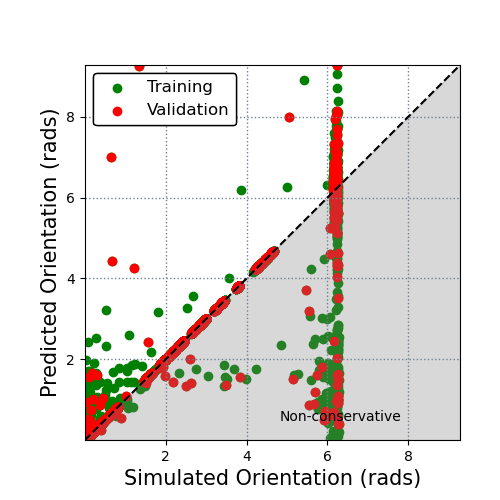 Training
Validation
Predicted Orientation (rads)
8
6
4
2
Non-conservative
2 4 6 8
Simulated Orientation (rads)